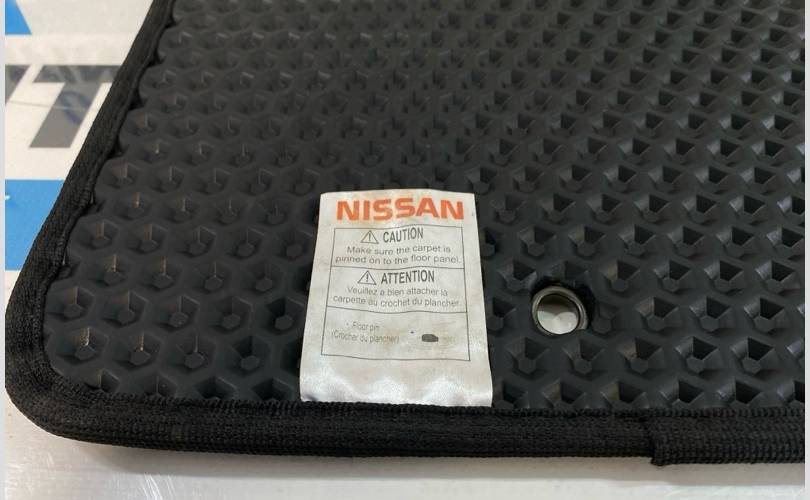 NISSAN
CAUTION
Make sure the carpet is
pinned on to the floor panel.
ATTENTION
Veuillez a bien attacher la
carpette au crochet du plancher.
Floor pin
(Crochet du plancher)